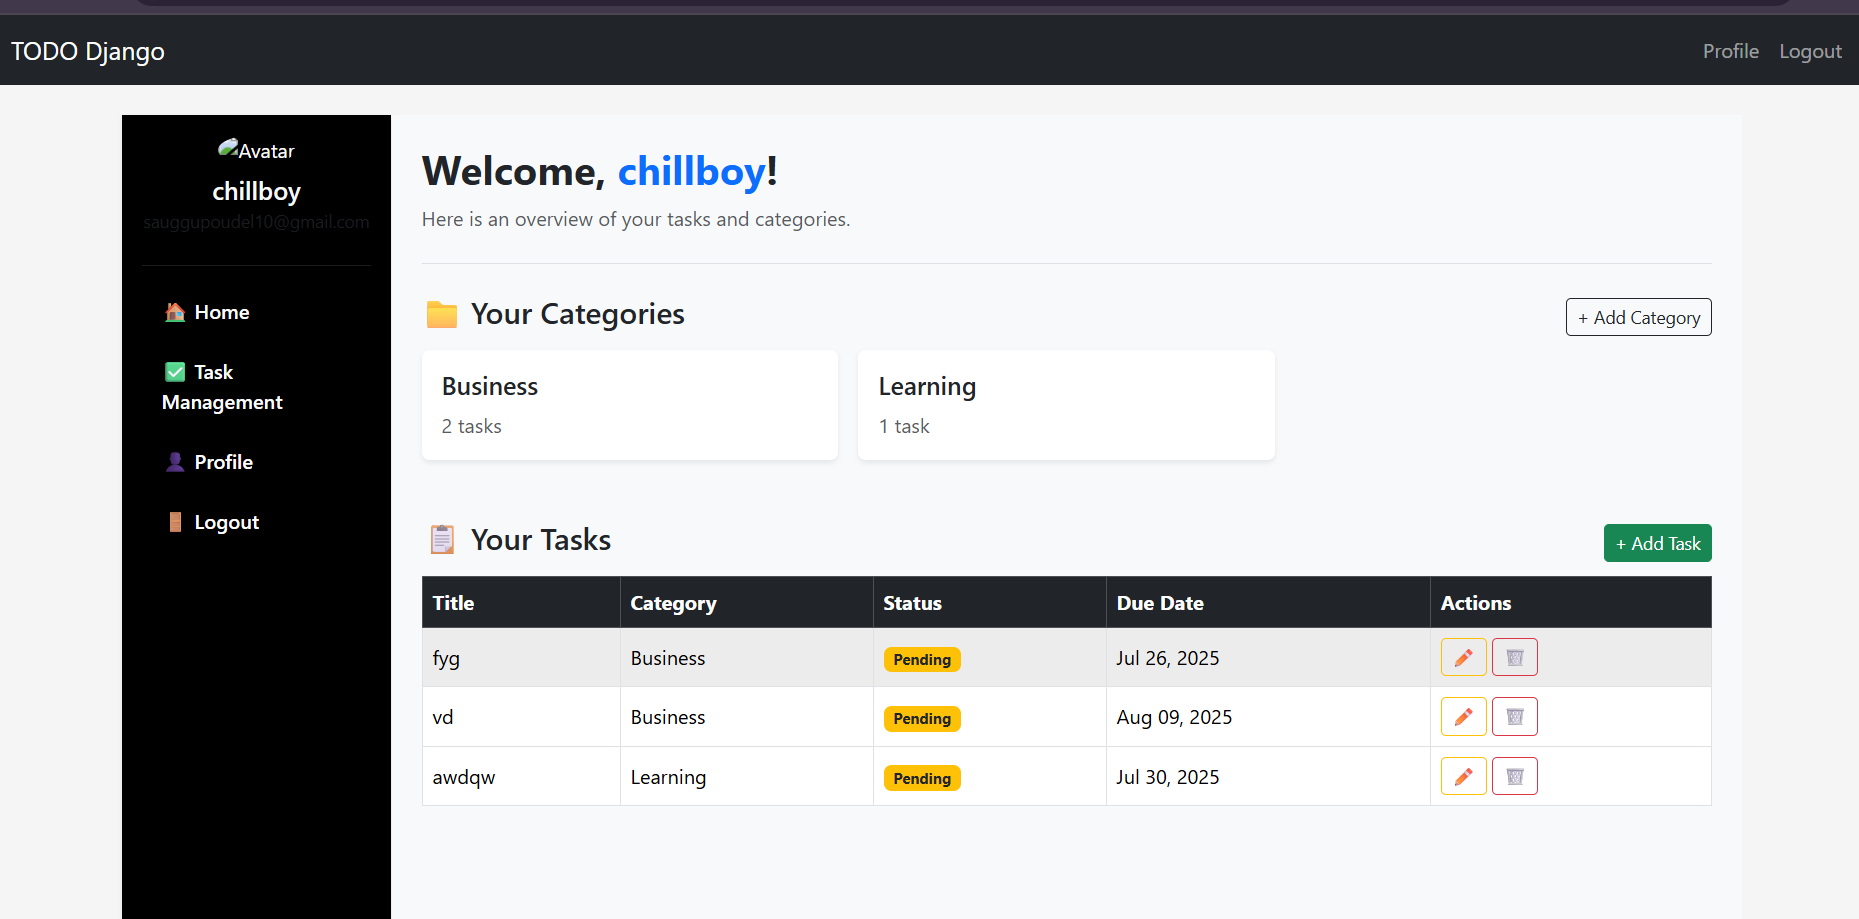 TODO Django
Profile Logout
Avatar
chillboy
sauggupoudel10@gmail.com
Home
Task
Management
Profile
Logout
Welcome, chillboy!
Here is an overview of your tasks and categories.
Your Categories
+ Add Category
Business
2 tasks
Learning
1 task
Your Tasks
+ Add Task
Title Category Status Due Date Actions
fyg Business Pending Jul 26, 2025
vd Business Pending Aug 09, 2025
awdqw Learning Pending Jul 30, 2025